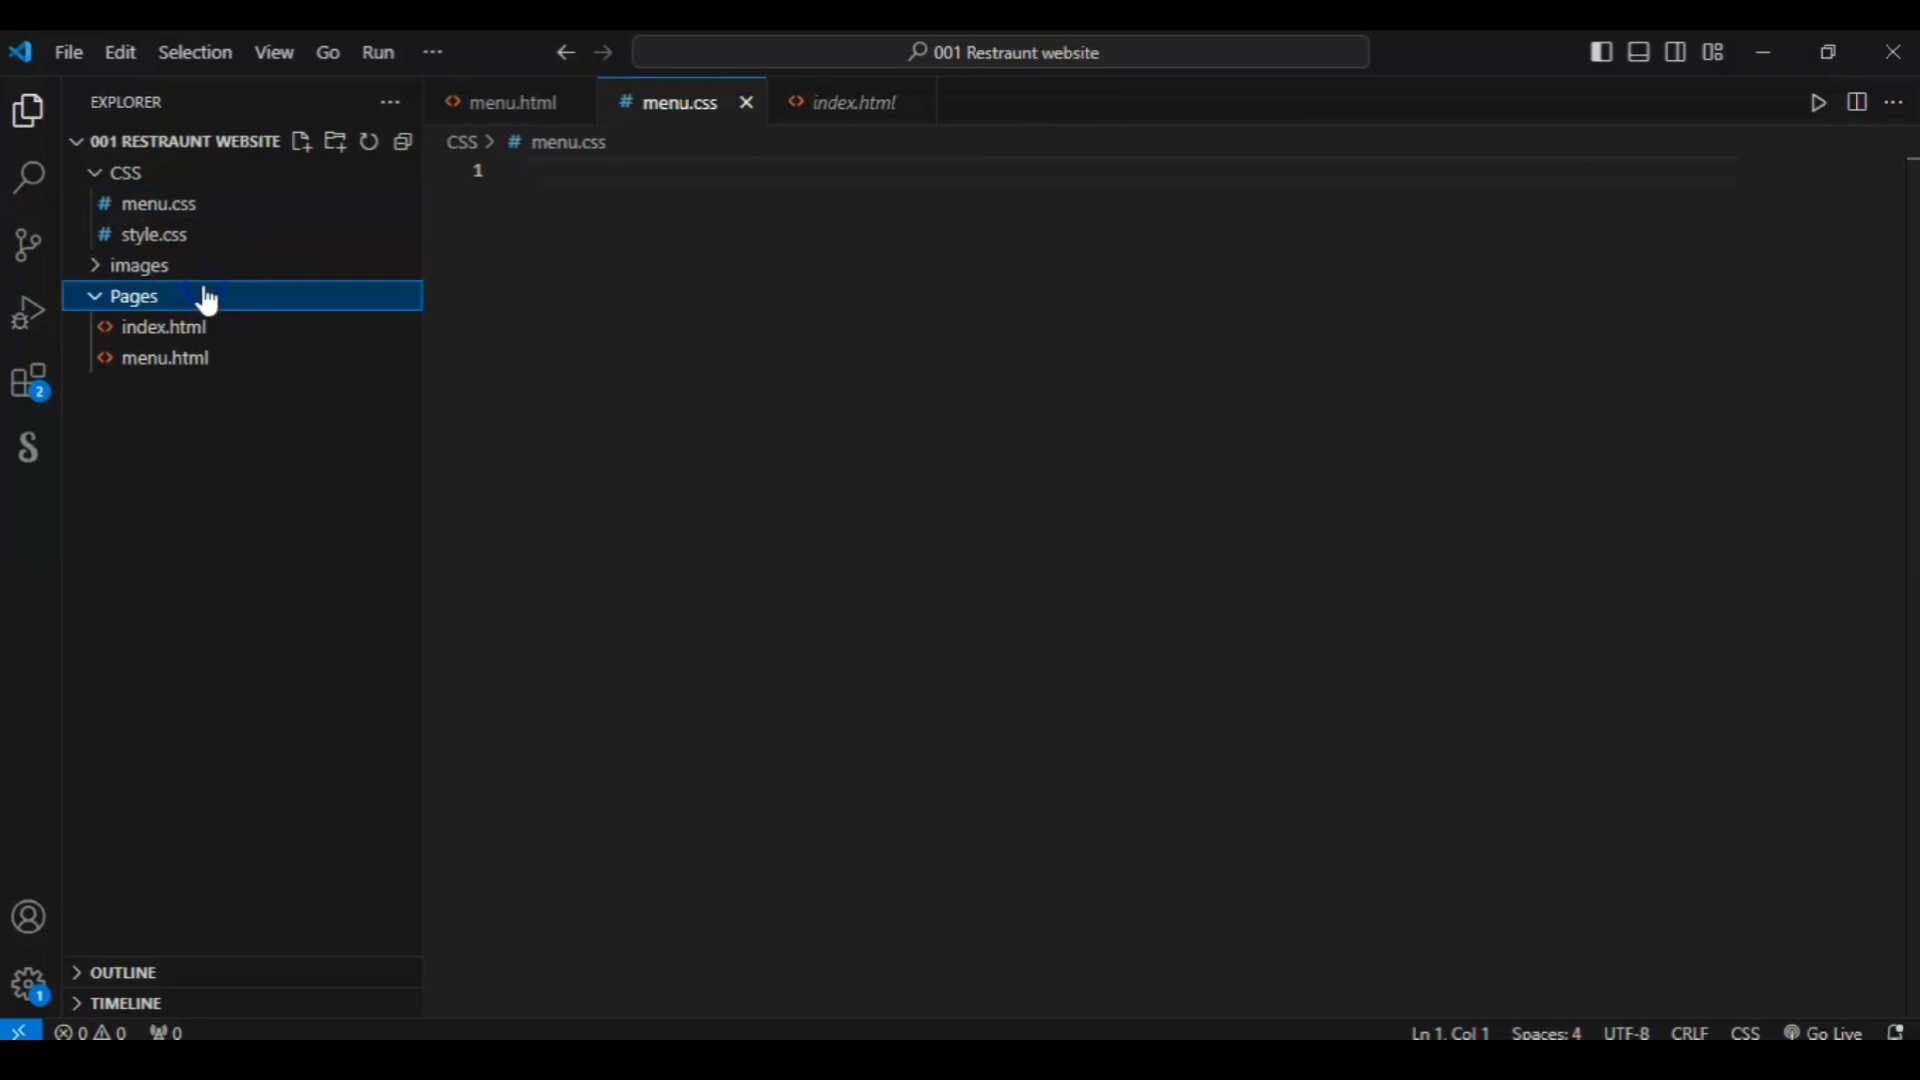 File Edit Selection View Go Run ··· 001 Restraunt website
EXPLORER ···
menu.html menu.css index.html ···
001 RESTRAUNT WEBSITE
CSS > # menu.css
1
CSS
# menu.css
# style.css
images
Pages
<> index.html
<> menu.html
2
S
OUTLINE
1
TIMELINE
0 0 0 Ln 1, Col 1 Spaces: 4 UTF-8 CRLF CSS Go Live